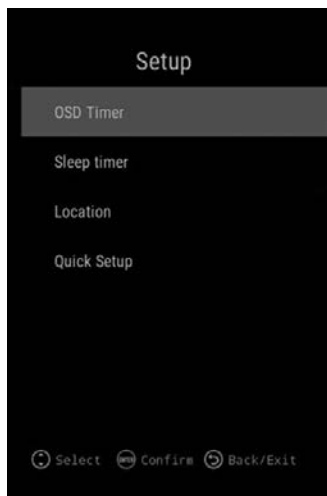 Setup
OSD Timer
Sleep timer
Location
Quick Setup
Select Confirm Back/Exit